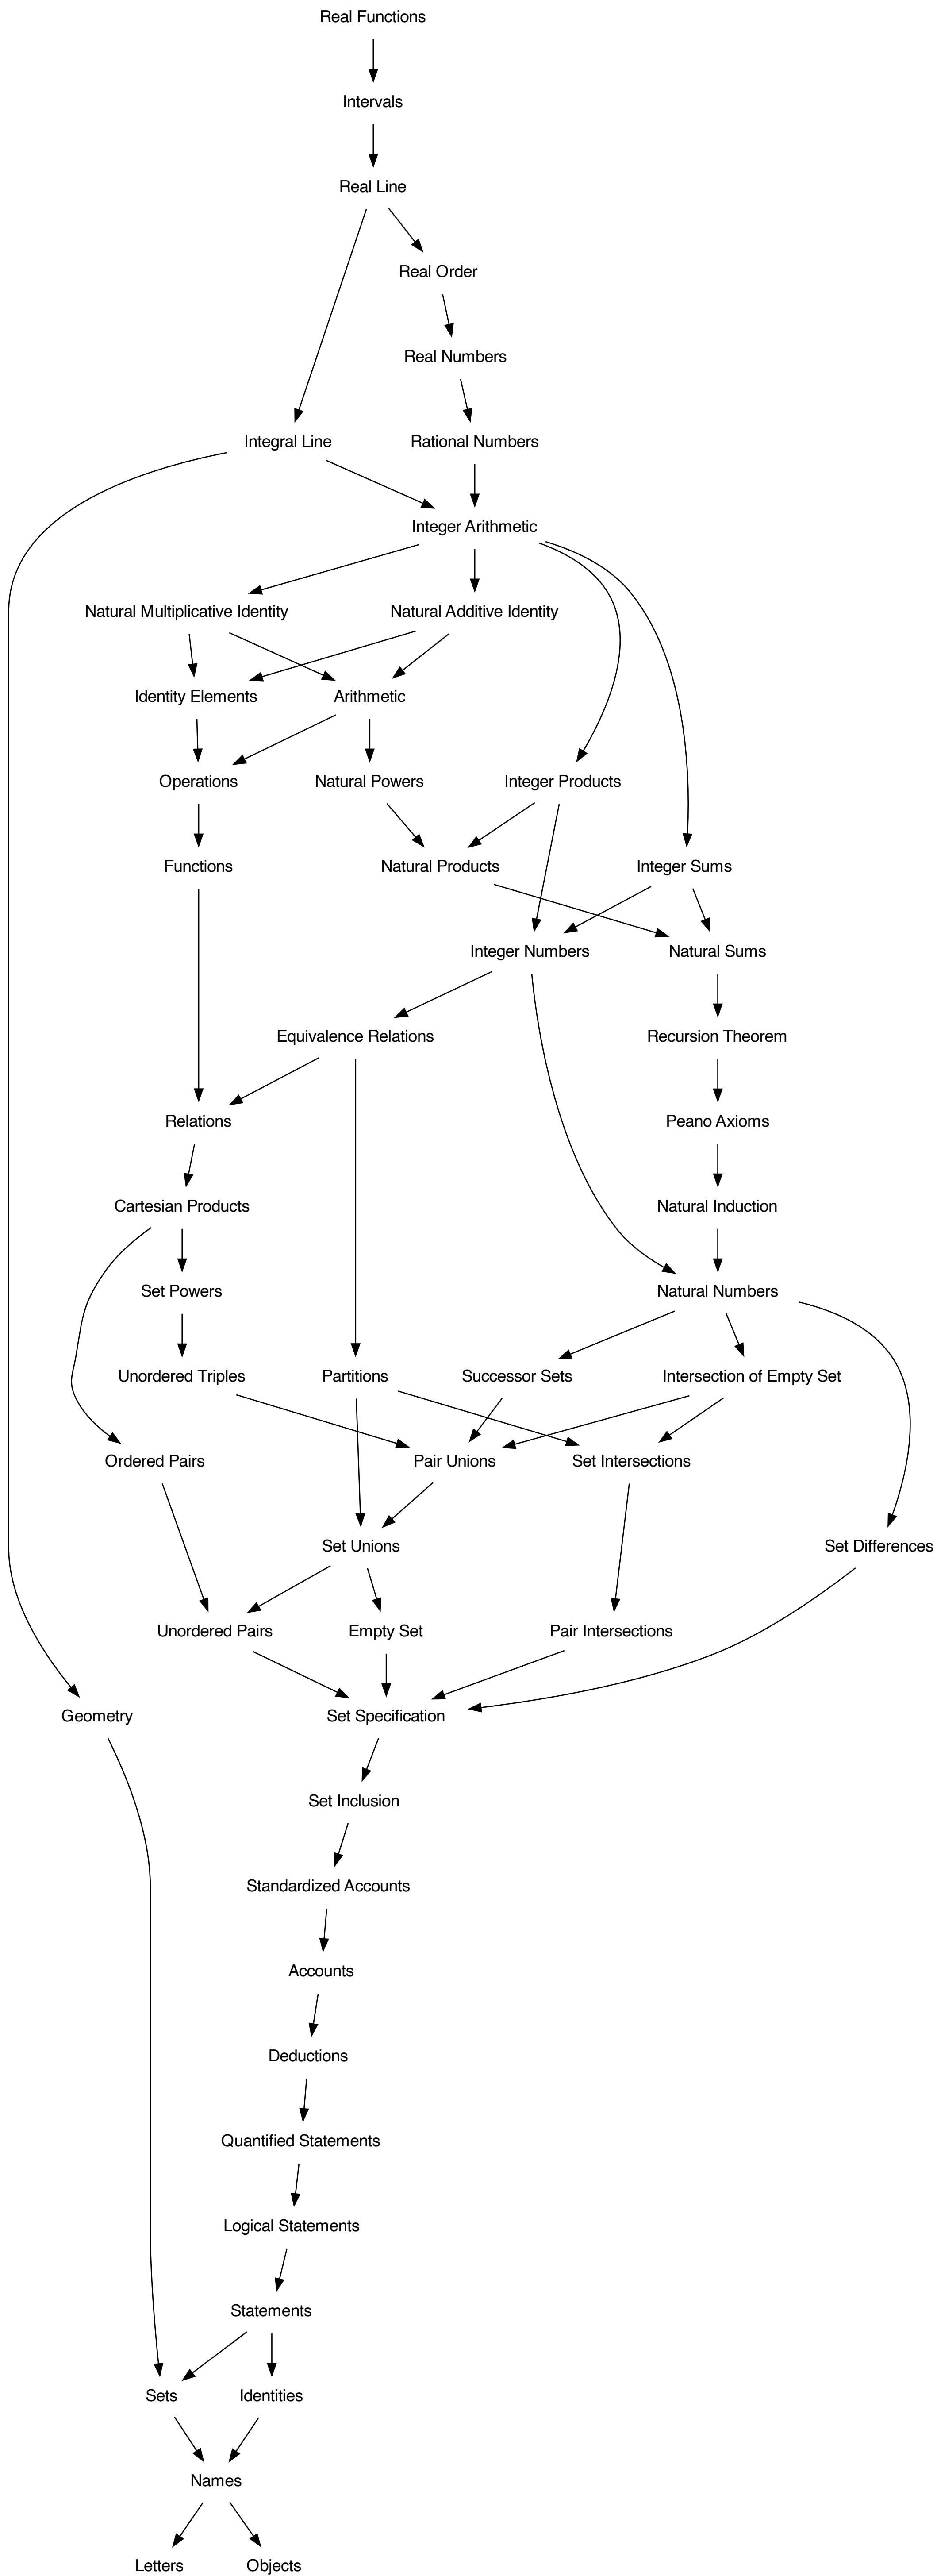 Real Functions
Intervals
Real Line
Real Order
Real Numbers
Integral Line
Rational Numbers
Integer Arithmetic
Natural Multiplicative Identity
Natural Additive Identity
Identity Elements
Arithmetic
Operations
Natural Powers
Integer Products
Functions
Natural Products
Integer Sums
Integer Numbers
Natural Sums
Equivalence Relations
Recursion Theorem
Relations
Peano Axioms
Cartesian Products
Natural Induction
Set Powers
Natural Numbers
Unordered Triples
Partitions
Successor Sets
Intersection of Empty Set
Ordered Pairs
Pair Unions
Set Intersections
Set Unions
Set Differences
Unordered Pairs
Empty Set
Pair Intersections
Geometry
Set Specification
Set Inclusion
Standardized Accounts
Accounts
Deductions
Quantified Statements
Logical Statements
Statements
Sets
Identities
Names
Letters
Objects